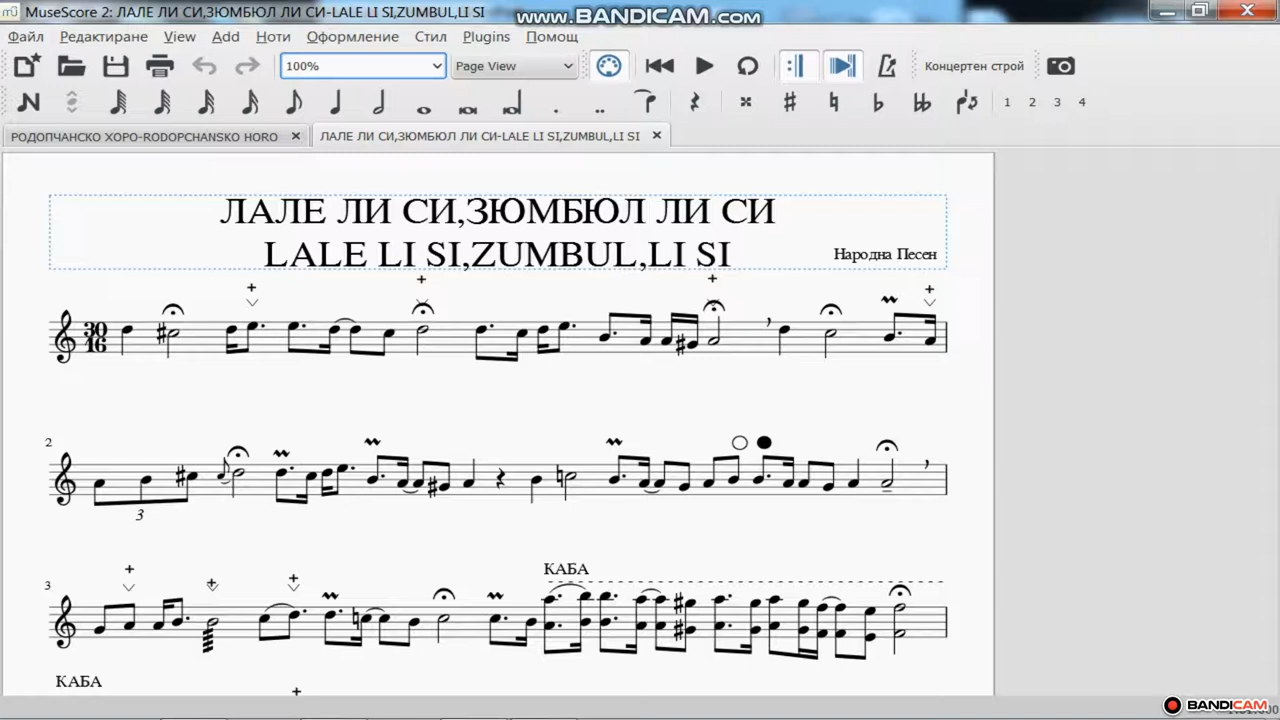 MuseScore 2: ЛАЛЕ ЛИ СИ,ЗЮМБЮЛ ЛИ СИ-LALE LI SI,ZUMBUL,LI SI
www.BANDICAM.com
Файл Редактиране View Add Ноти Оформление Стил Plugins Помощ
100% Page View Концертен строй
1 2 3 4
РОДОПЧАНСКО ХОРО-RODOPCHANSKO HORO ЛАЛЕ ЛИ СИ,ЗЮМБЮЛ ЛИ СИ-LALE LI SI,ZUMBUL,LI SI
ЛАЛЕ ЛИ СИ,ЗЮМБЮЛ ЛИ СИ
LALE LI SI,ZUMBUL,LI SI
Народна Песен
30
16
2
3
3
КАБА
КАБА
BANDICAM